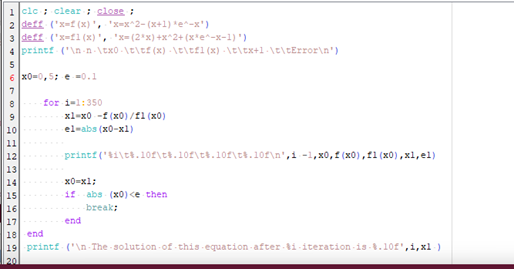 1 clc ; clear ; close ;
2 deff ('x=f(x)', 'x=x^2-(x+1)*e^-x')
3 deff ('x=f1(x)', 'x=(2*x)+x^2+(x*e^-x-1)')
4 printf ('\n n \tx0 \t\tf(x) \t\tf1(x) \t\tx+1 \t\tError\n')
5
6 x0=0,5; e =0.1
7
8 for i=1:350
9 x1=x0 -f(x0)/f1(x0)
10 e1=abs(x0-x1)
11
12 printf('%i\t%.10f\t%.10f\t%.10f\t%.10f\n',i -1,x0,f(x0),f1(x0),x1,e1)
13
14 x0=x1;
15 if abs (x0)<e then
16 break;
17 end
18 end
19 printf ('\n The solution of this equation after %i iteration is %.10f',i,x1 )
20